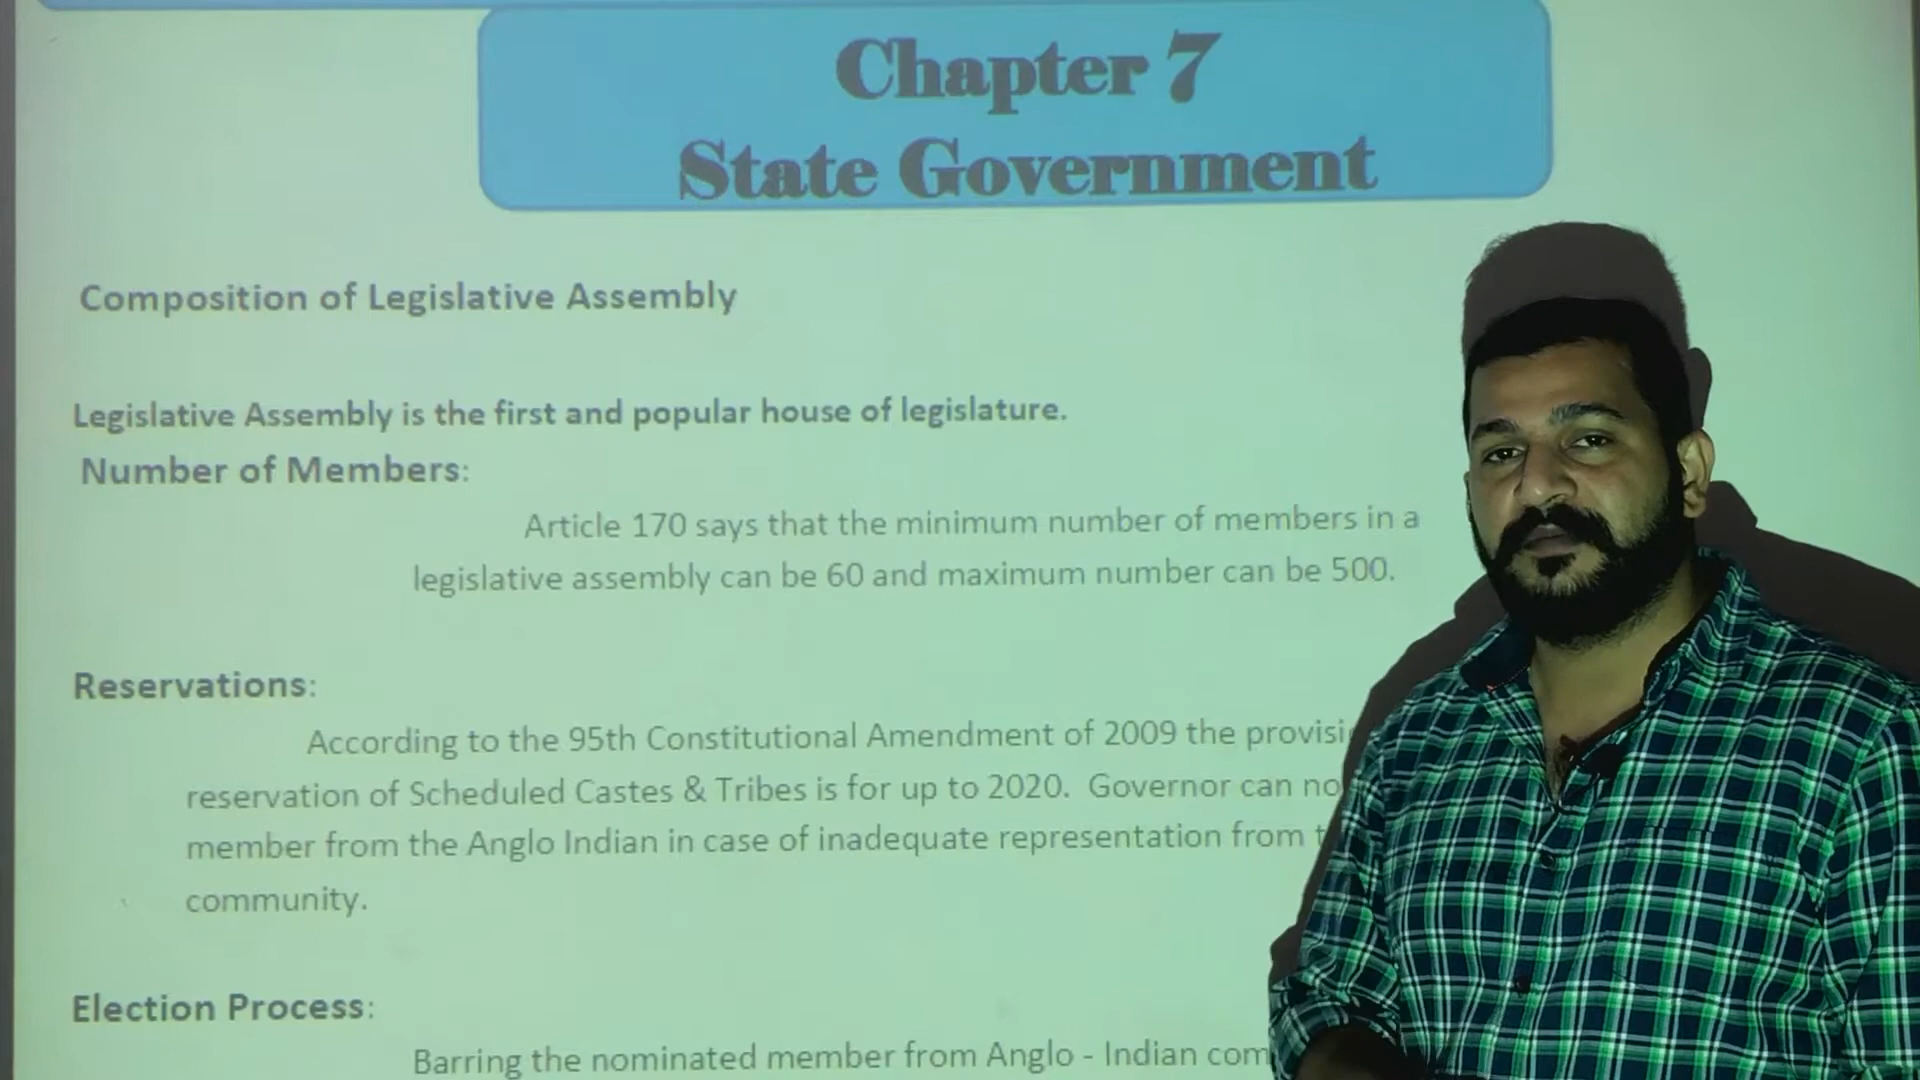 Chapter 7
State Government
Composition of Legislative Assembly
Legislative Assembly is the first and popular house of legislature.
Number of Members:
Article 170 says that the minimum number of members in a
legislative assembly can be 60 and maximum number can be 500.
Reservations:
According to the 95th Constitutional Amendment of 2009 the
reservation of Scheduled Castes & Tribes is for up to 2020. Governor can
member from the Anglo Indian in case of inadequate representation from
community.
Election Process:
Barring the nominated member from Anglo - Indian